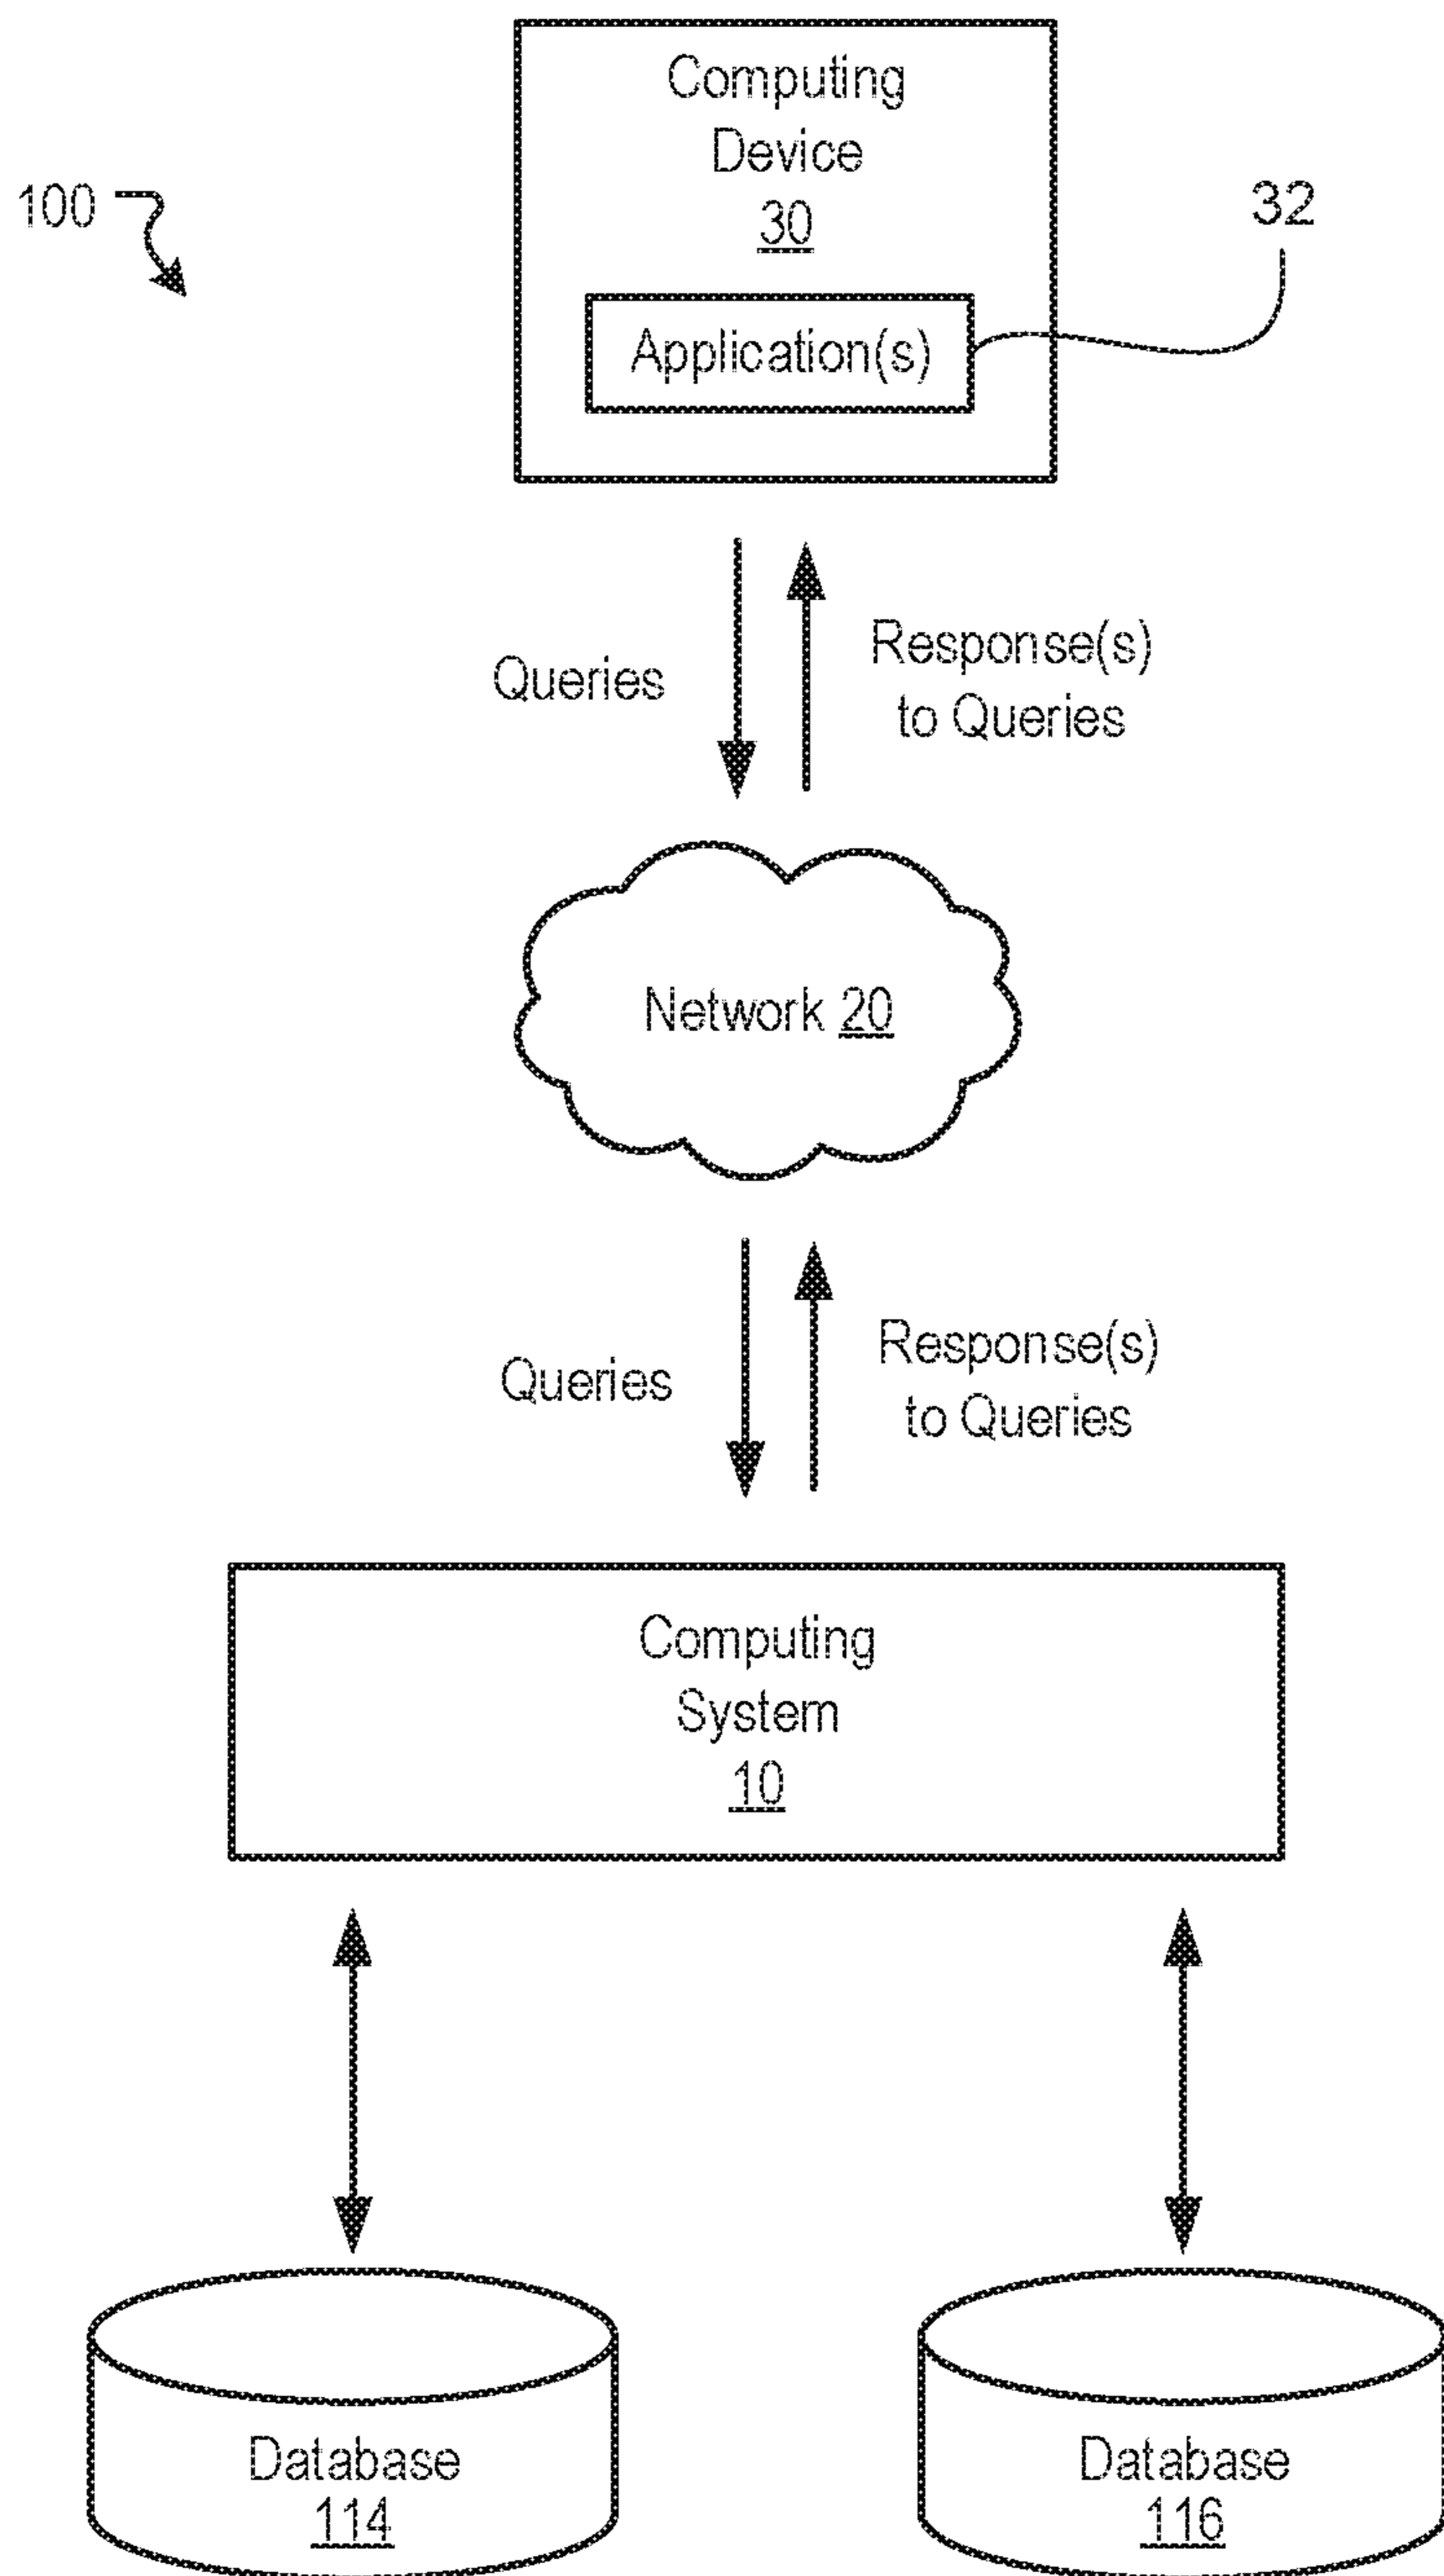 Computing
Device
30
100
32
Application(s)
Queries
Response(s)
to Queries
Network 20
Queries
Response(s)
to Queries
Computing
System
10
Database
114
Database
116